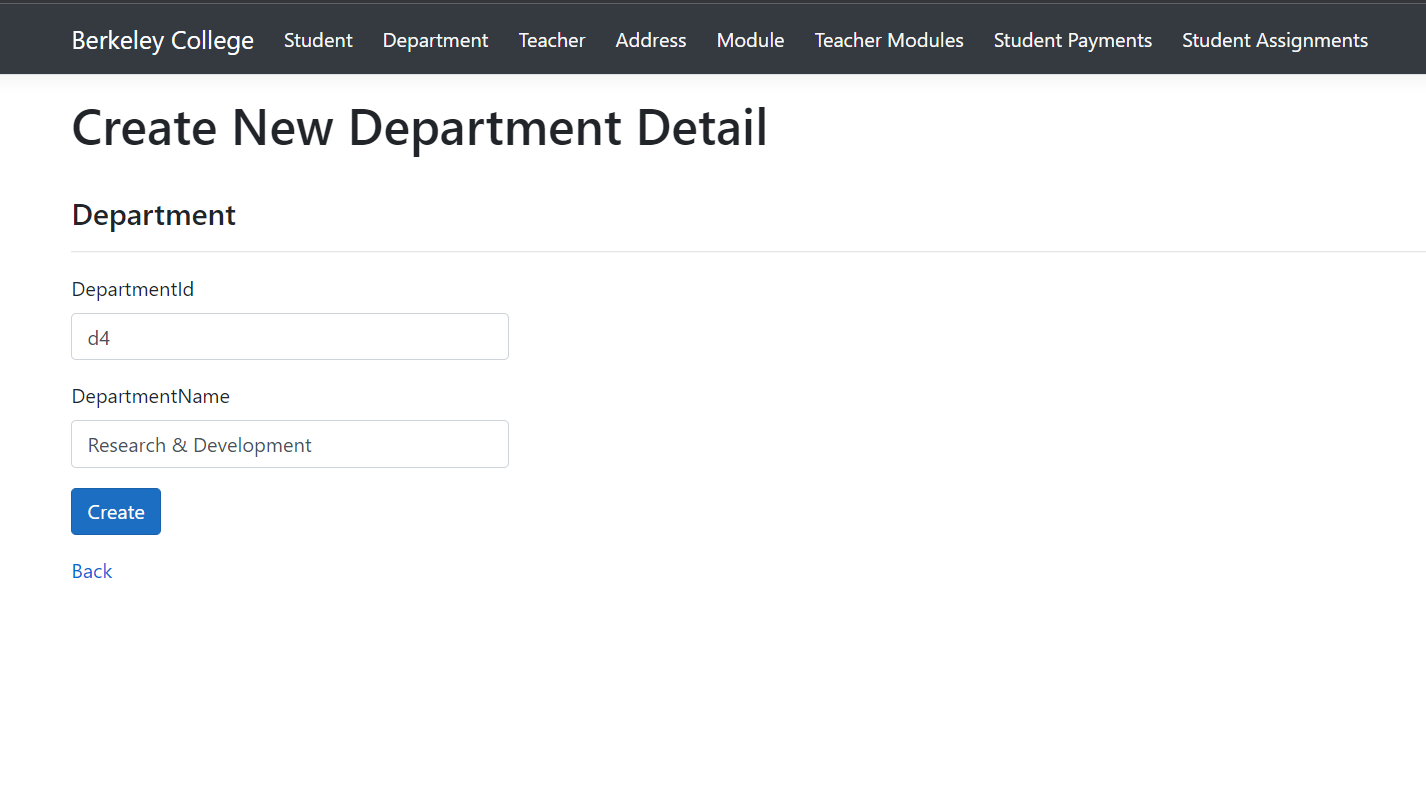 Berkeley College Student Department Teacher Address Module Teacher Modules Student Payments Student Assignments
Create New Department Detail
Department
DepartmentId
d4
DepartmentName
Research & Development
Create
Back